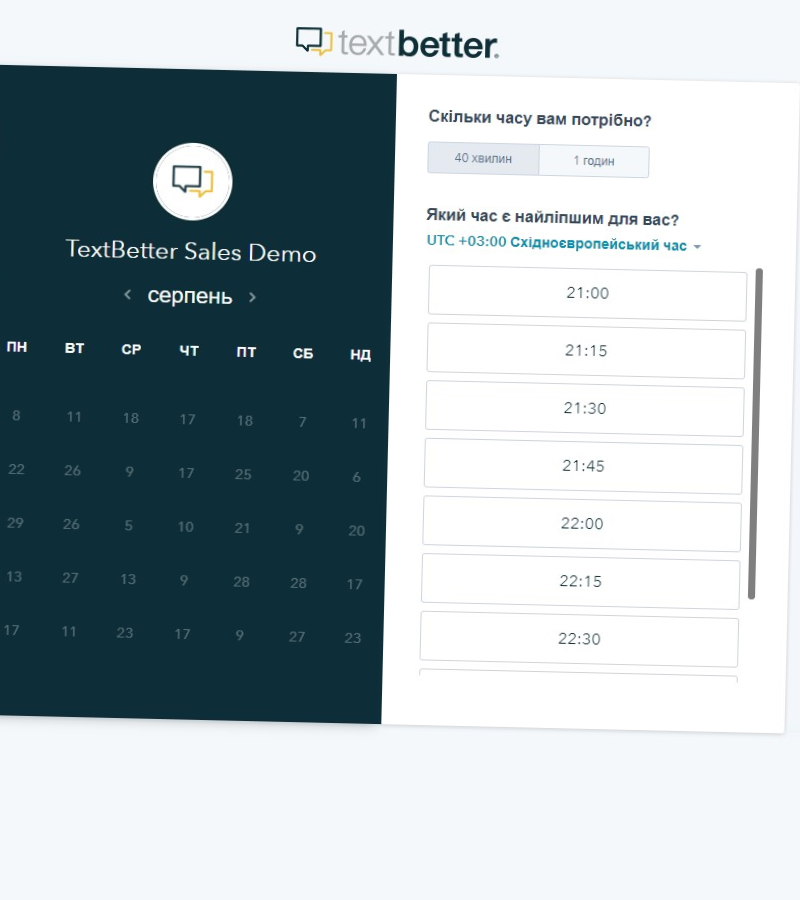 textbetter.
TextBetter Sales Demo
серпень
ПН ВТ СР ЧТ ПТ СБ НД
8 11 18 17 18 7 11
22 26 9 17 25 20 6
29 26 5 10 21 9 20
13 27 13 9 28 28 17
17 11 23 17 9 27 23
Скільки часу вам потрібно?
40 хвилин 1 годин
Який час є найліпшим для вас?
UTC +03:00 Східноєвропейський час
21:00
21:15
21:30
21:45
22:00
22:15
22:30